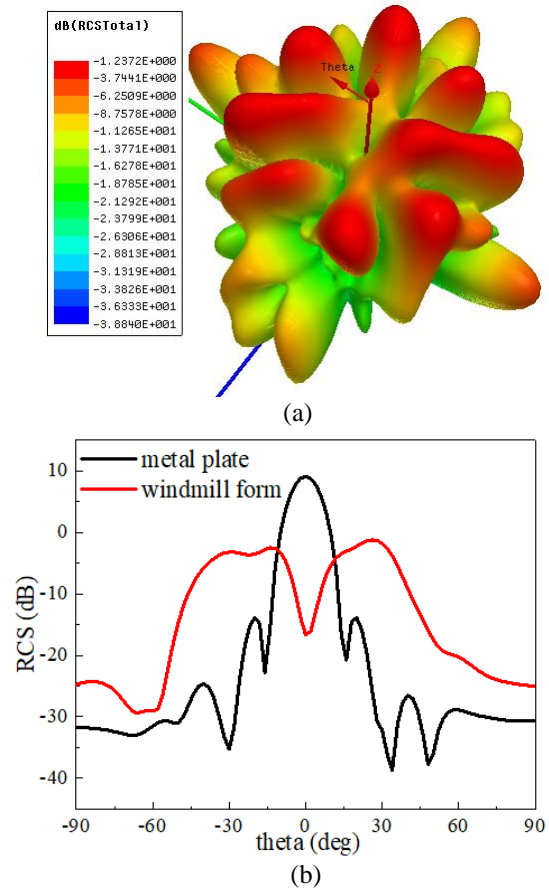 dB(RCSTotal)
-1.2372E+000
-3.7441E+000
-6.2509E+000
-8.7578E+000
-1.1265E+001
-1.3771E+001
-1.6278E+001
-1.8785E+001
-2.1292E+001
-2.3799E+001
-2.6306E+001
-2.8813E+001
-3.1319E+001
-3.3826E+001
-3.6333E+001
-3.8840E+001
Theta
Z
(a)
metal plate
windmill form
RCS (dB)
10
0
-10
-20
-30
-40
-90 -60 -30 0 30 60 90
theta (deg)
(b)